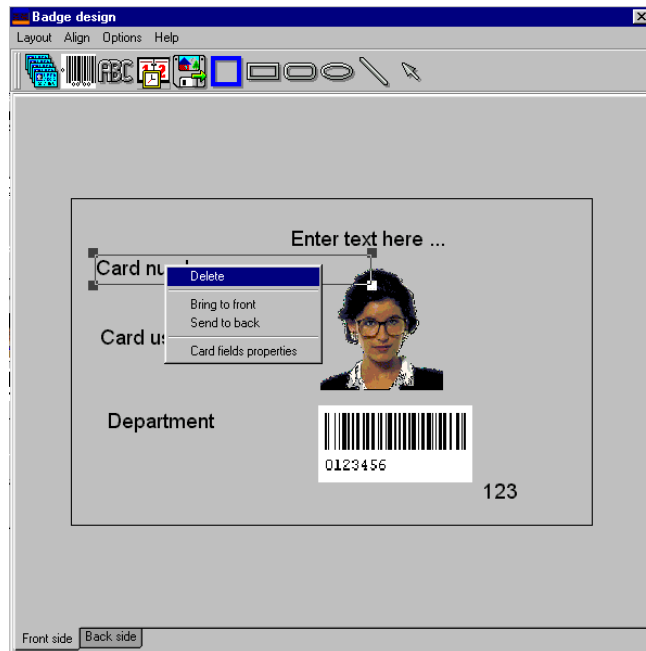 Badge design
Layout Align Options Help
ABC
Enter text here ...
Card nu
Delete
Bring to front
Send to back
Card us
Card fields properties
Department
0123456
123
Front side Back side